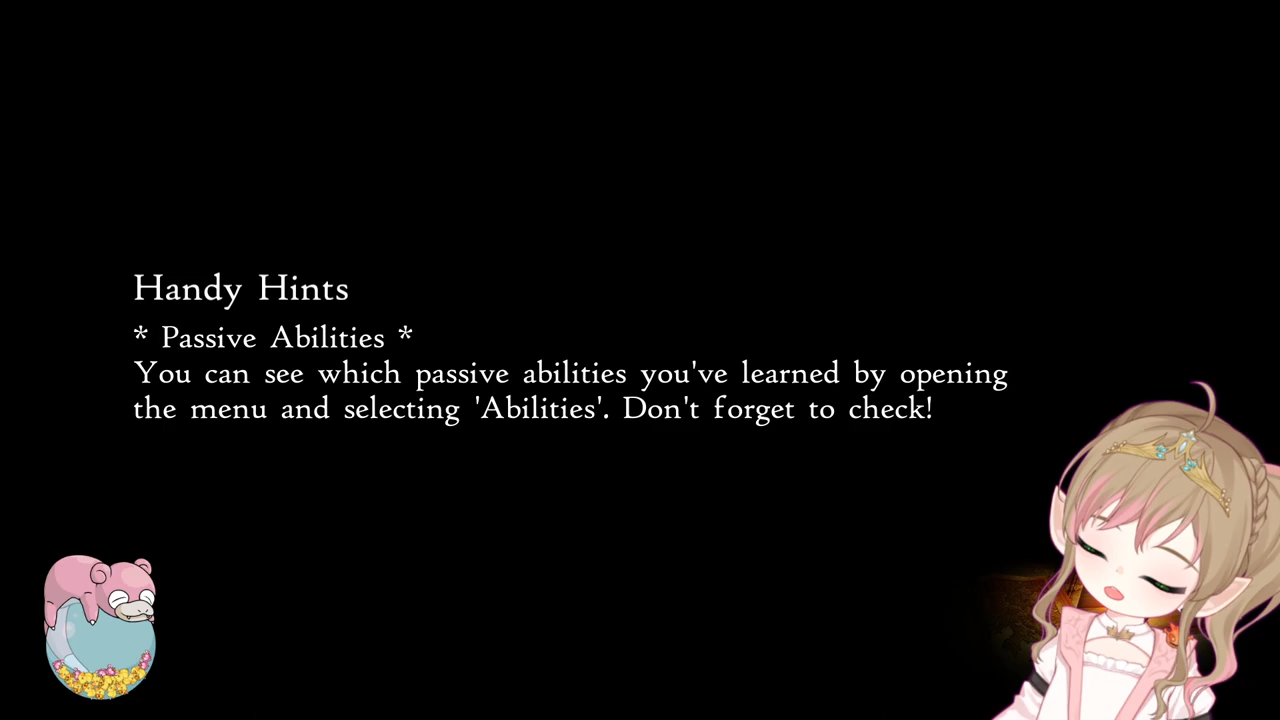 Handy Hints
* Passive Abilities *
You can see which passive abilities you've learned by opening
the menu and selecting 'Abilities'. Don't forget to check!